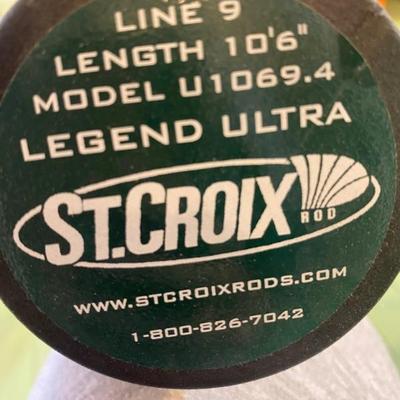 LINE 9
LENGTH 10'6"
MODEL U1069.4
LEGEND ULTRA
ST.CROIX
ROD
WWW.STCROIXRODS.COM
1-800-826-7042